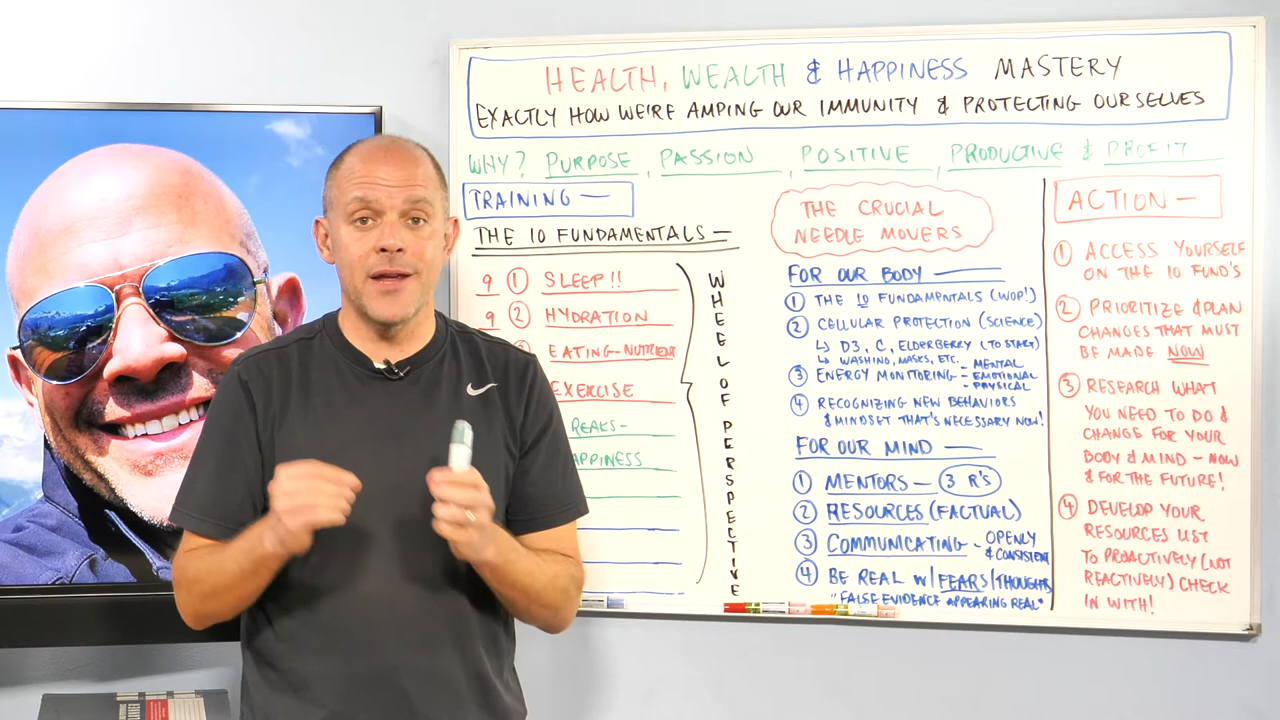 HEALTH, WEALTH & HAPPINESS MASTERY
EXACTLY HOW WE'RE AMPING OUR IMMUNITY & PROTECTING OURSELVES
WHY? PURPOSE, PASSION, POSITIVE, PRODUCTIVE & PROFIT
TRAINING —
THE 10 FUNDAMENTALS —
9 1 SLEEP!!
9 2 HYDRATION
EATING-NUTRIENT
EXERCISE
REAKS-
APPINESS
WHEEL OF PERSPECTIVE
THE CRUCIAL
NEEDLE MOVERS
FOR OUR BODY —
1 THE 10 FUNDAMENTALS (WOP!)
2 CELLULAR PROTECTION (SCIENCE)
↳ D3, C, ELDERBERRY (TO START)
↳ WASHING, MASKS, ETC.
3 ENERGY MONITORING - MENTAL
- EMOTIONAL
- PHYSICAL
4 RECOGNIZING NEW BEHAVIORS
& MINDSET THAT'S NECESSARY NOW!
FOR OUR MIND —
1 MENTORS — 3 R'S
2 RESOURCES (FACTUAL)
3 COMMUNICATING - OPENLY
& CONSISTENT
4 BE REAL W/FEARS/THOUGHTS
"FALSE EVIDENCE APPEARING REAL"
ACTION —
1 ACCESS YOURSELF
ON THE 10 FUND'S
2 PRIORITIZE & PLAN
CHANGES THAT MUST
BE MADE NOW
3 RESEARCH WHAT
YOU NEED TO DO &
CHANGE FOR YOUR
BODY & MIND — NOW
& FOR THE FUTURE!
4 DEVELOP YOUR
RESOURCES LIST
TO PROACTIVELY (NOT
REACTIVELY) CHECK
IN WITH!